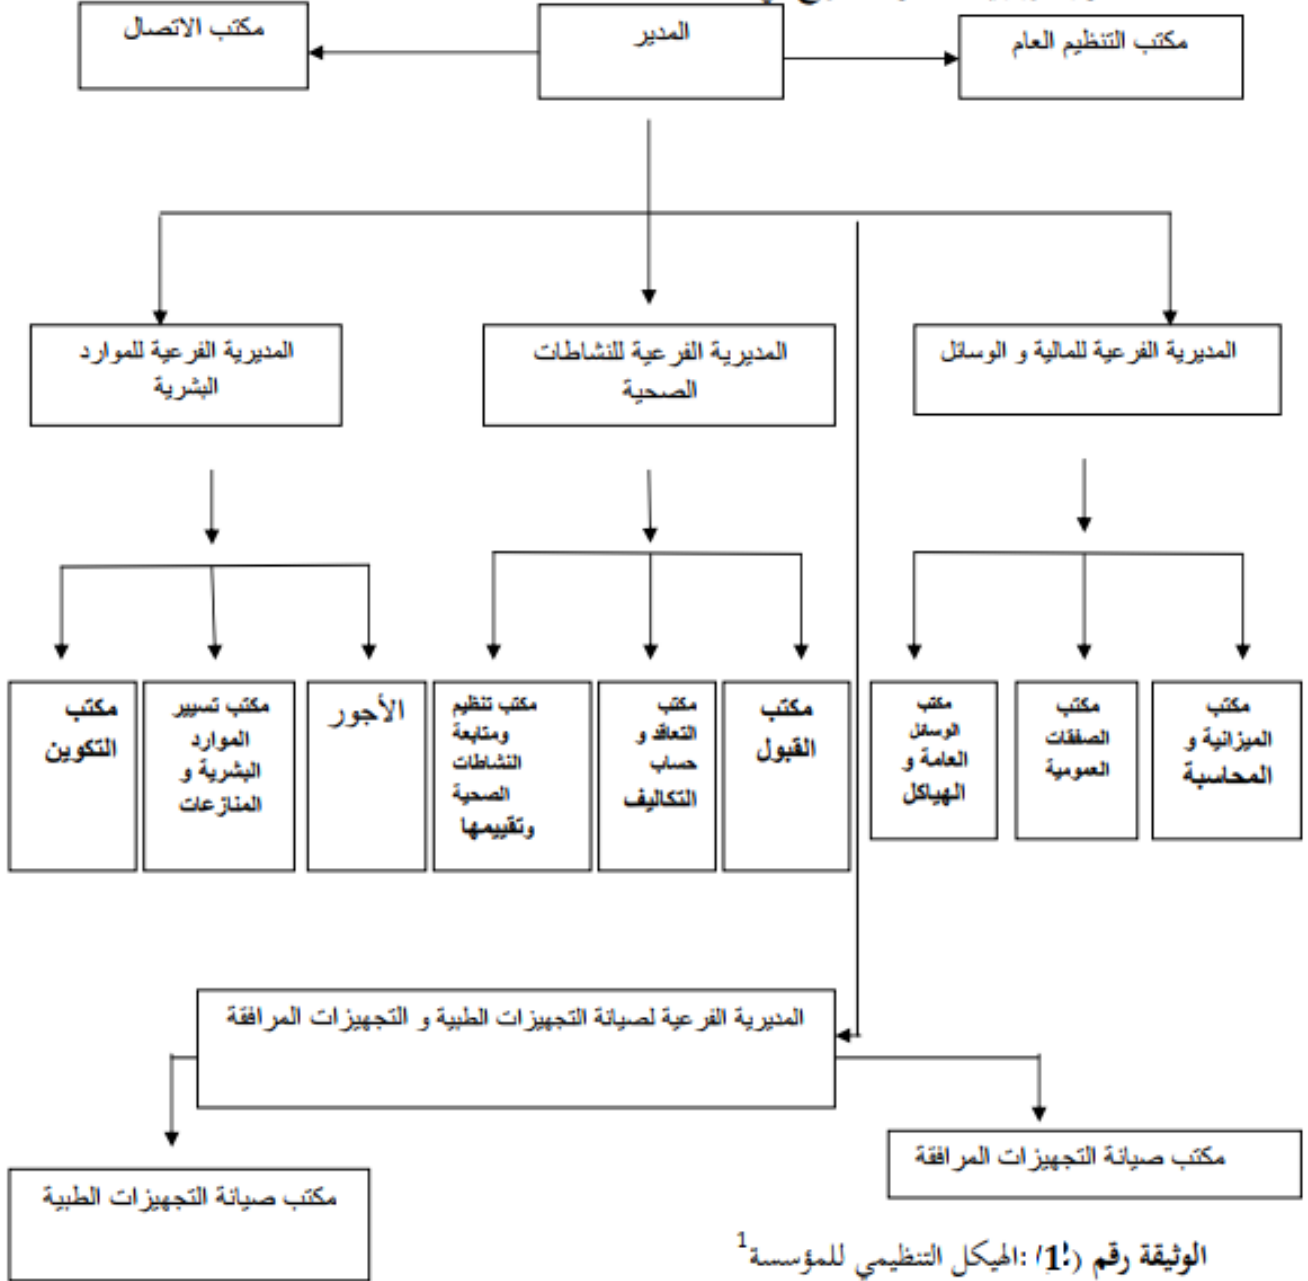 مكتب التنظيم العام
المدير
مكتب الاتصال
المديرية الفرعية للمالية و الوسائل
المديرية الفرعية للنشاطات
الصحية
المديرية الفرعية للموارد
البشرية
مكتب
الميزانية و
المحاسبة
مكتب
الصفقات
العمومية
مكتب
الوسائل
العامة و
الهياكل
مكتب
القبول
مكتب
التعاقد و
حساب
التكاليف
مكتب تنظيم
ومتابعة
النشاطات
الصحية
وتقييمها
الأجور
مكتب تسيير
الموارد
البشرية و
المنازعات
مكتب
التكوين
المديرية الفرعية لصيانة التجهيزات الطبية و التجهيزات المرافقة
مكتب صيانة التجهيزات المرافقة
مكتب صيانة التجهيزات الطبية
الوثيقة رقم (1) :الهيكل التنظيمي للمؤسسة1